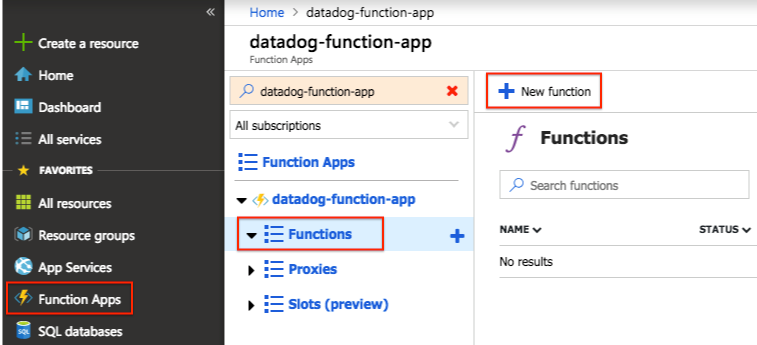 «
Create a resource
Home
Dashboard
All services
FAVORITES
All resources
Resource groups
App Services
Function Apps
SQL
SQL databases
Home > datadog-function-app
datadog-function-app
Function Apps
datadog-function-app
All subscriptions
Function Apps
datadog-function-app
Functions
Proxies
Slots (preview)
New function
Functions
Search functions
NAME STATUS
No results